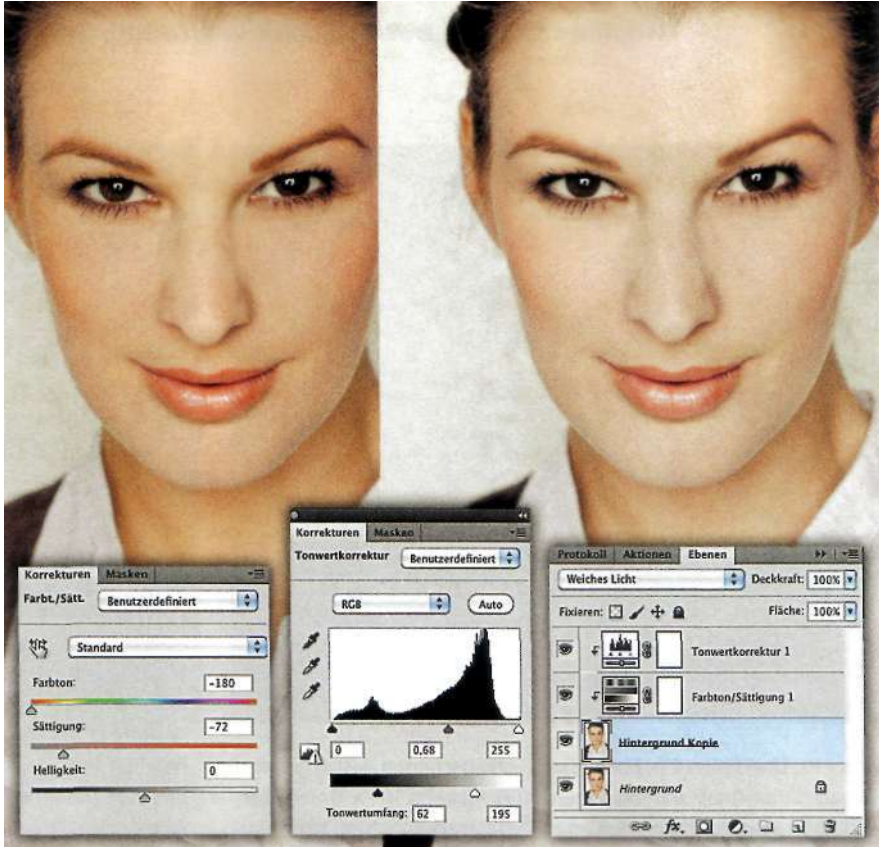 Korrekturen Masken
Farbt./Sätt. Benutzerdefiniert
Standard
Farbton: -180
Sättigung: -72
Helligkeit: 0
Korrekturen Masken
Tonwertkorrektur Benutzerdefiniert
RGB Auto
0 0,68 255
Tonwertumfang: 62 195
Protokoll Aktionen Ebenen
Weiches Licht Deckkraft: 100%
Fixieren: Fläche: 100%
Tonwertkorrektur 1
Farbton/Sättigung 1
Hintergrund Kopie
Hintergrund
fx.